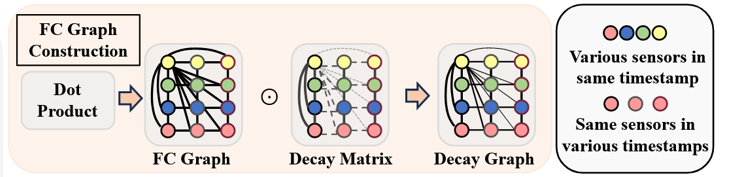 FC Graph
Construction
Dot
Product
FC Graph
Decay Matrix
Decay Graph
Various sensors in
same timestamp
Same sensors in
various timestamps